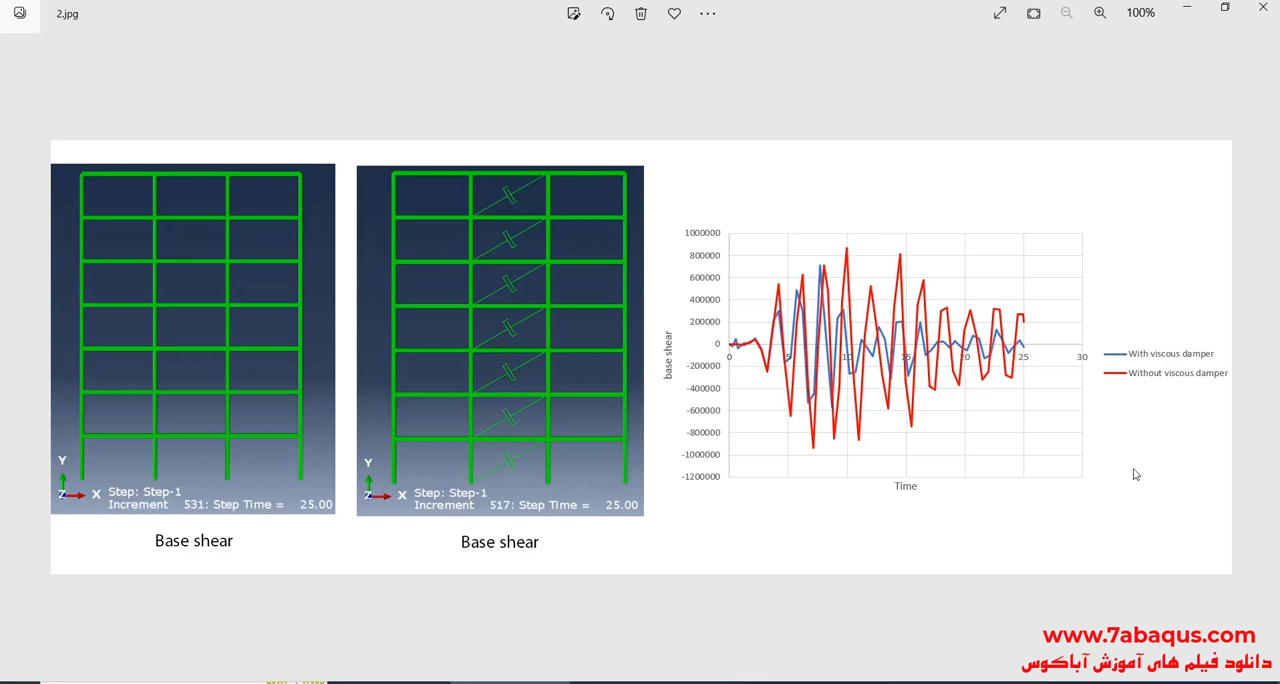 2.jpg
100%
Y
Z X
Step: Step-1
Increment 531: Step Time = 25.00
Base shear
Y
Z X
Step: Step-1
Increment 517: Step Time = 25.00
Base shear
1000000
800000
600000
400000
200000
0
-200000
-400000
-600000
-800000
-1000000
-1200000
0 5 10 15 20 25 30
base shear
Time
With viscous damper
Without viscous damper
www.7abaqus.com
دانلود فیلم های آموزش آباکوس